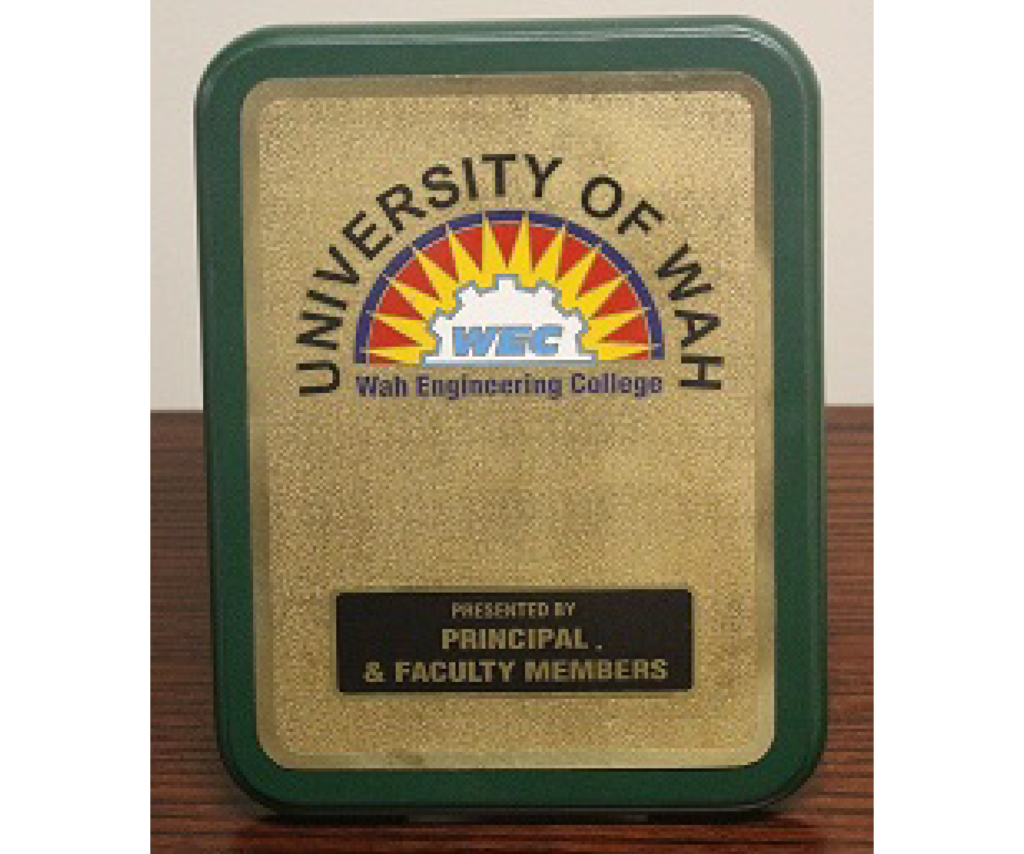 UNIVERSITY OF WAH
WEC
Wah Engineering College
PRESENTED BY
PRINCIPAL .
& FACULTY MEMBERS